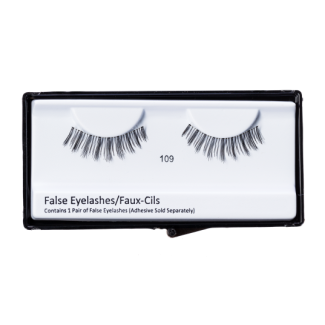 109
False Eyelashes/Faux-Cils
Contains 1 Pair of False Eyelashes (Adhesive Sold Separately)